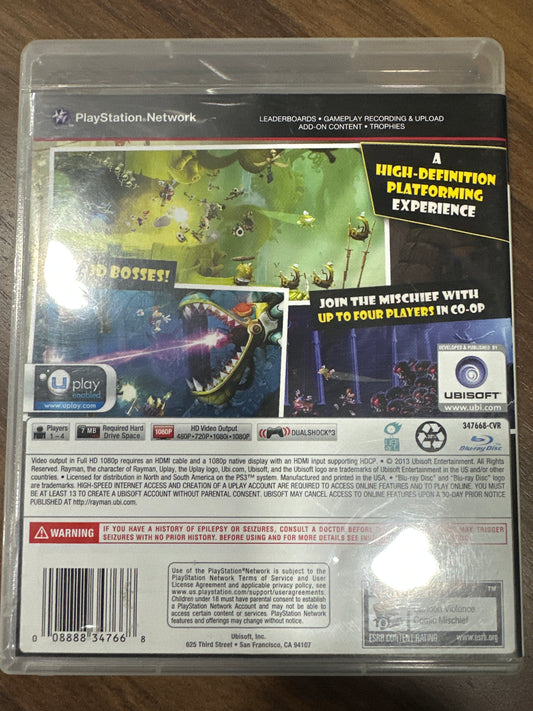 PlayStation Network
LEADERBOARDS • GAMEPLAY RECORDING & UPLOAD
ADD-ON CONTENT • TROPHIES
A
HIGH-DEFINITION
PLATFORMING
EXPERIENCE
3D BOSSES!
JOIN THE MISCHIEF WITH
UP TO FOUR PLAYERS IN CO-OP
uplay
enabled
www.uplay.com
DEVELOPED & PUBLISHED BY
UBISOFT
www.ubi.com
347668-CVR
Players
1 – 4
7 MB
Required Hard
Drive Space
1080P
HD Video Output
480P•720P•1080i•1080P
DUALSHOCK®3
Blu-ray Disc
Video output in Full HD 1080p requires an HDMI cable and a 1080p native display with an HDMI input supporting HDCP. • © 2013 Ubisoft Entertainment. All Rights
Reserved. Rayman, the character of Rayman, Uplay, the Uplay logo, Ubi.com, Ubisoft, and the Ubisoft logo are trademarks of Ubisoft Entertainment in the US and/or other
countries. • Licensed for distribution in North and South America on the PS3™ system. Manufactured and printed in the USA. • "Blu-ray Disc" and "Blu-ray Disc" logo
are trademarks. HIGH-SPEED INTERNET ACCESS AND CREATION OF A UPLAY ACCOUNT ARE REQUIRED TO ACCESS ONLINE FEATURES AND TO PLAY ONLINE. YOU MUST
BE AT LEAST 13 TO CREATE A UBISOFT ACCOUNT WITHOUT PARENTAL CONSENT. UBISOFT MAY CANCEL ACCESS TO ONLINE FEATURES UPON A 30-DAY PRIOR NOTICE
PUBLISHED AT http://rayman.ubi.com.
WARNING
IF YOU HAVE A HISTORY OF EPILEPSY OR SEIZURES, CONSULT A DOCTOR BEFORE MAY TRIGGER
SEIZURES WITH NO PRIOR HISTORY. BEFORE USING AND FOR MORE DETAILS SEE
Use of the PlayStation®Network is subject to the
PlayStation Network Terms of Service and User
License Agreement and applicable privacy policy, see
www.us.playstation.com/support/useragreements.
Children under 18 must have parental consent to establish
a PlayStation Network Account and may not be able to
access certain content or services. PlayStation Network
features and offerings may change without notice.
Ubisoft, Inc.
625 Third Street • San Francisco, CA 94107
0 08888 34766 8
Cartoon Violence
Comic Mischief
ESRB CONTENT RATING
www.esrb.org